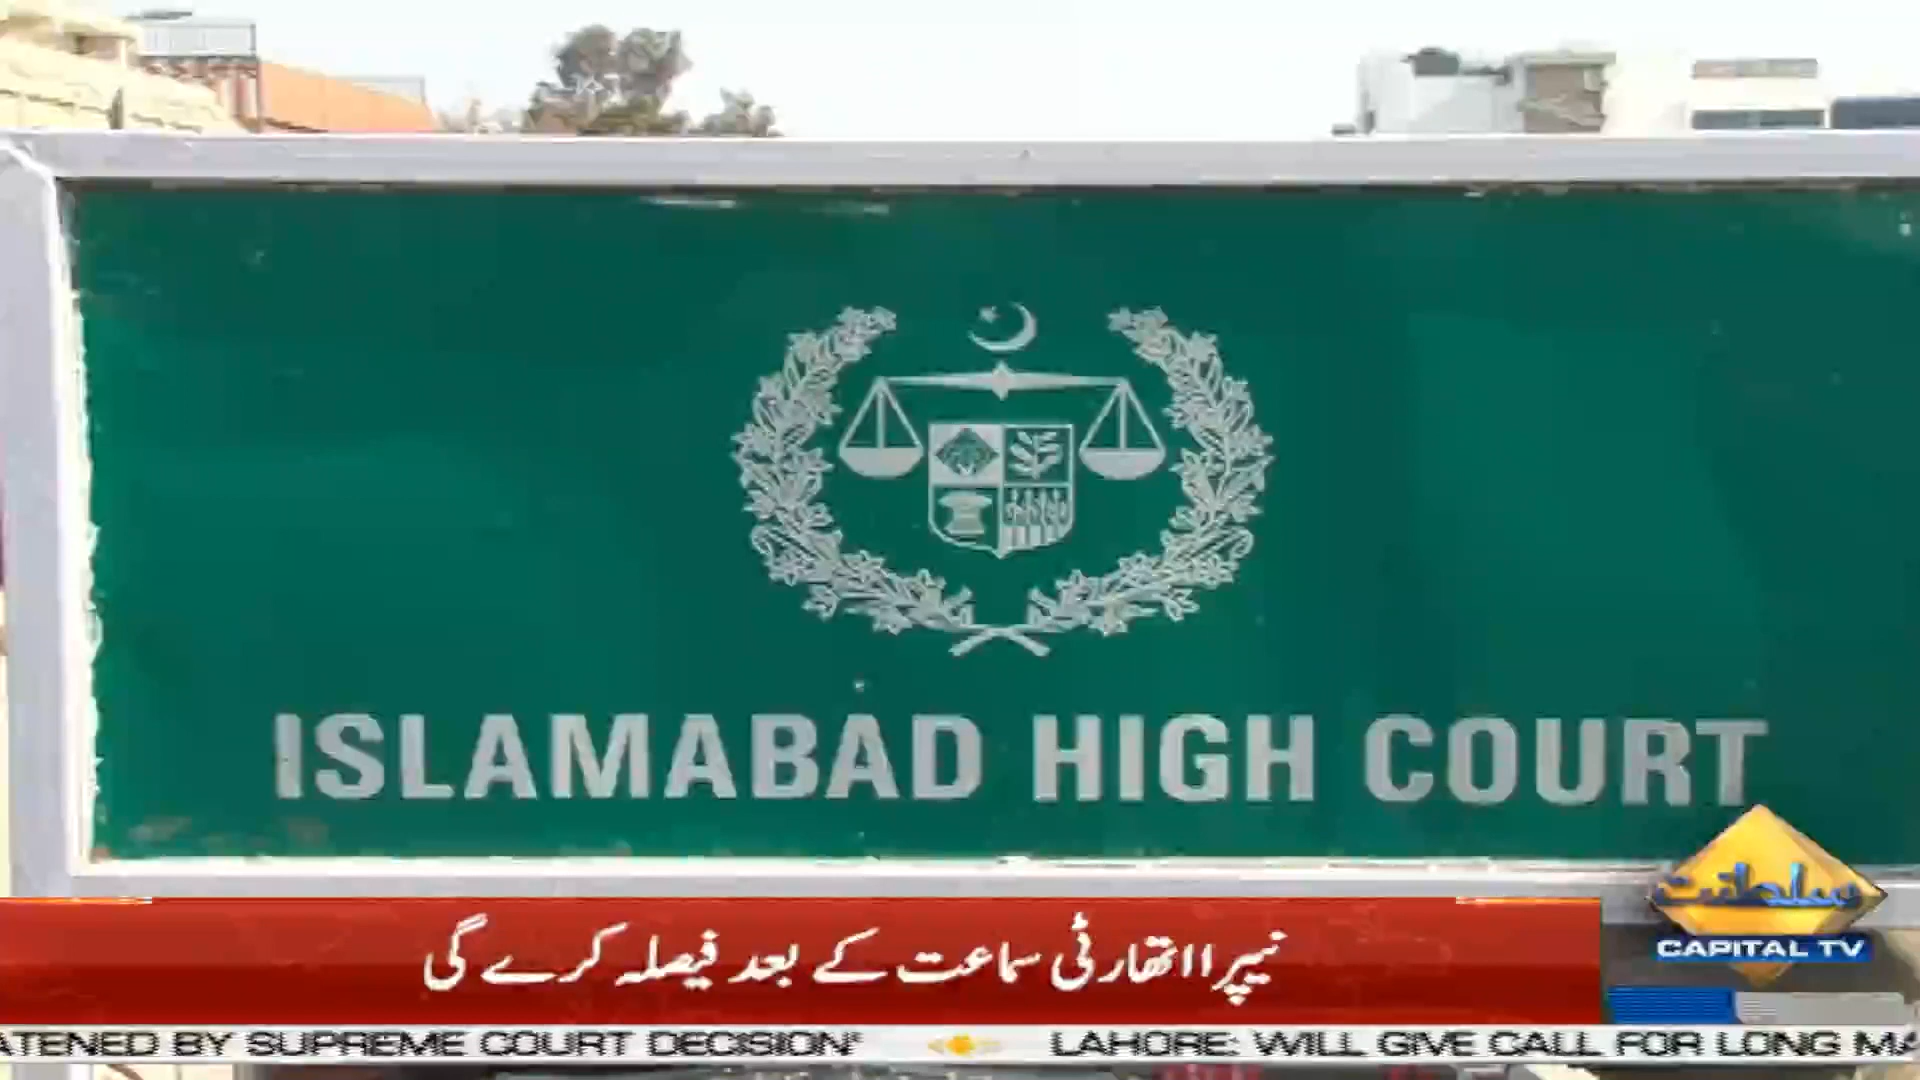 ISLAMABAD HIGH COURT
CAPITAL TV
نیپرا اتھارٹی سماعت کے بعد فیصلہ کرے گی
ATENED BY SUPREME COURT DECISION" LAHORE: WILL GIVE CALL FOR LONG MA